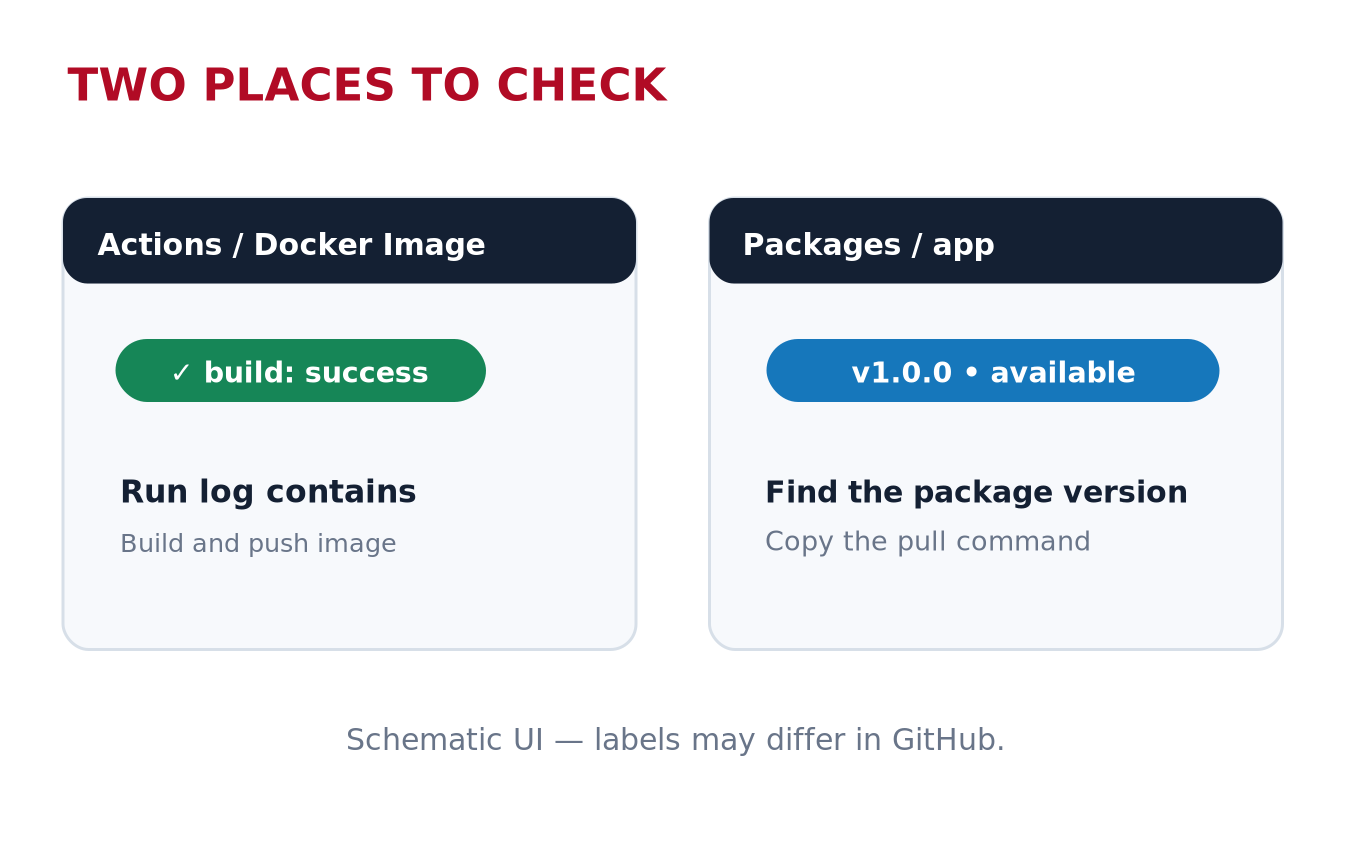 TWO PLACES TO CHECK
Actions / Docker Image
✓ build: success
Run log contains
Build and push image
Packages / app
v1.0.0 • available
Find the package version
Copy the pull command
Schematic UI — labels may differ in GitHub.